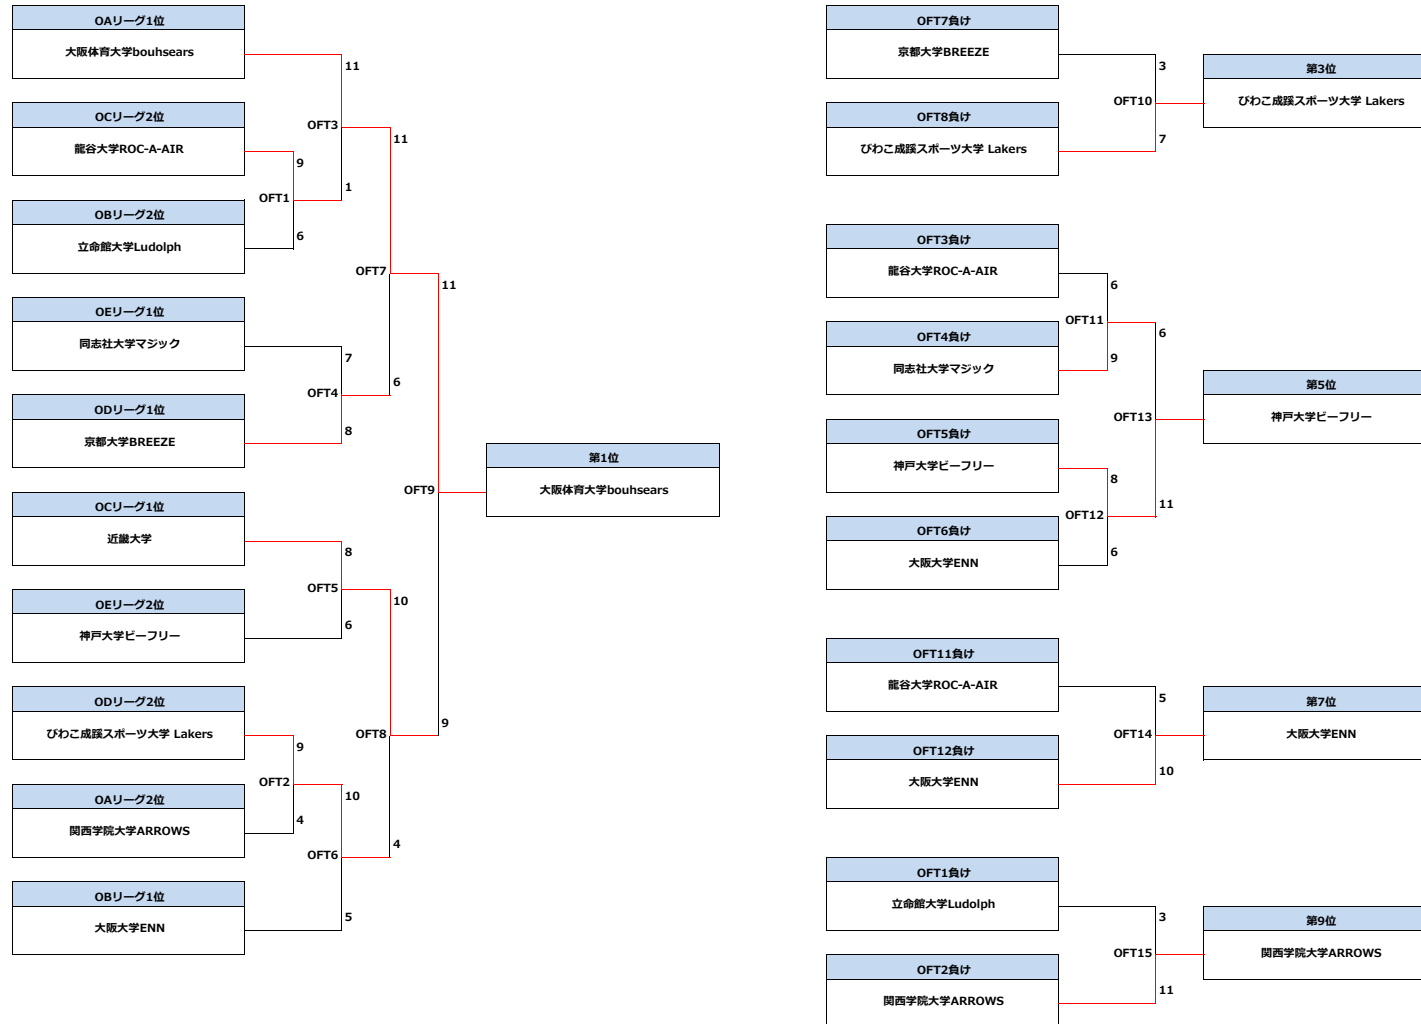 OAリーグ1位
大阪体育大学bouhsears
11
OCリーグ2位
OFT3
龍谷大学ROC-A-AIR
11
9
OFT1
1
OBリーグ2位
立命館大学Ludolph
6
OFT7
11
OEリーグ1位
同志社大学マジック
7
6
OFT4
ODリーグ1位
京都大学BREEZE
8
第1位
OFT9
大阪体育大学bouhsears
OCリーグ1位
近畿大学
8
OFT5
OEリーグ2位
10
神戸大学ビーフリー
6
ODリーグ2位
びわこ成蹊スポーツ大学 Lakers
9
OFT8
9
OFT2
OAリーグ2位
10
関西学院大学ARROWS
4
4
OFT6
OBリーグ1位
大阪大学ENN
5
OFT7負け
京都大学BREEZE
3
第3位
OFT10
びわこ成蹊スポーツ大学 Lakers
OFT8負け
びわこ成蹊スポーツ大学 Lakers
7
OFT3負け
龍谷大学ROC-A-AIR
6
OFT11
6
OFT4負け
同志社大学マジック
9
第5位
OFT13
神戸大学ビーフリー
OFT5負け
神戸大学ビーフリー
8
11
OFT12
OFT6負け
大阪大学ENN
6
OFT11負け
龍谷大学ROC-A-AIR
5
第7位
OFT14
大阪大学ENN
OFT12負け
大阪大学ENN
10
OFT1負け
立命館大学Ludolph
3
第9位
OFT15
関西学院大学ARROWS
OFT2負け
関西学院大学ARROWS
11